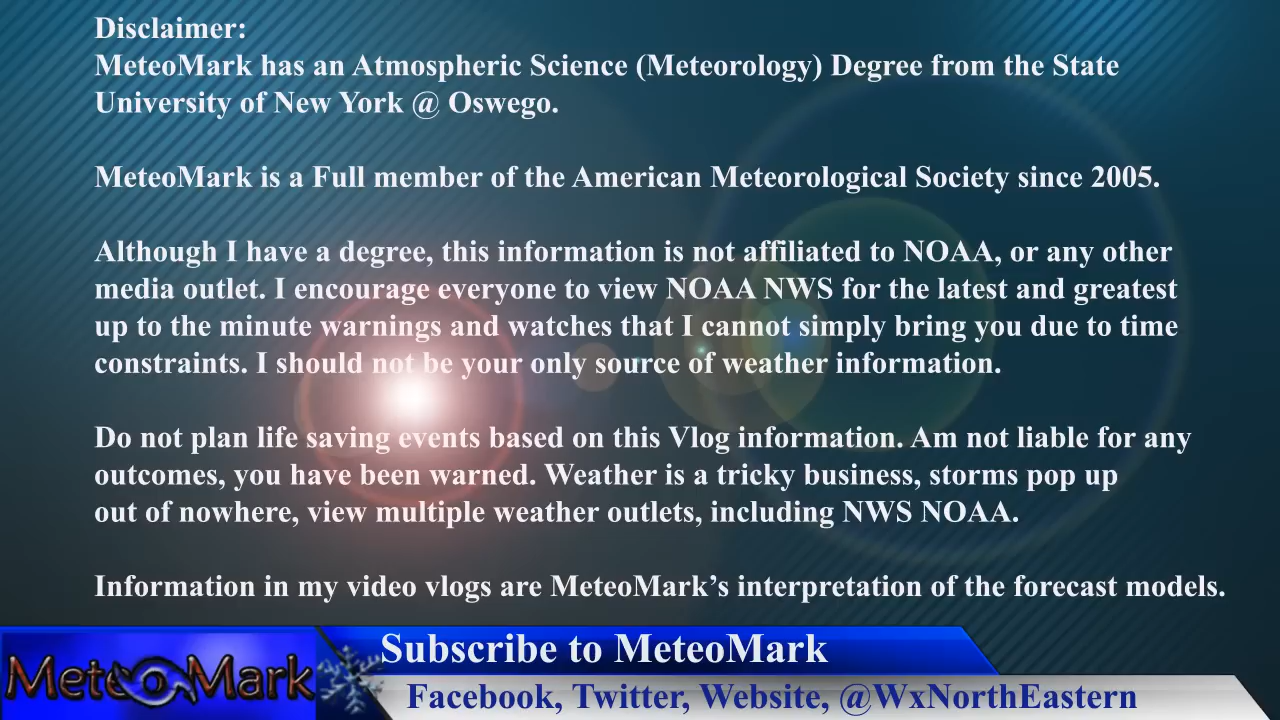 Disclaimer:
MeteoMark has an Atmospheric Science (Meteorology) Degree from the State
University of New York @ Oswego.
MeteoMark is a Full member of the American Meteorological Society since 2005.
Although I have a degree, this information is not affiliated to NOAA, or any other
media outlet. I encourage everyone to view NOAA NWS for the latest and greatest
up to the minute warnings and watches that I cannot simply bring you due to time
constraints. I should not be your only source of weather information.
Do not plan life saving events based on this Vlog information. Am not liable for any
outcomes, you have been warned. Weather is a tricky business, storms pop up
out of nowhere, view multiple weather outlets, including NWS NOAA.
Information in my video vlogs are MeteoMark’s interpretation of the forecast models.
Subscribe to MeteoMark
MeteoMark
Facebook, Twitter, Website, @WxNorthEastern